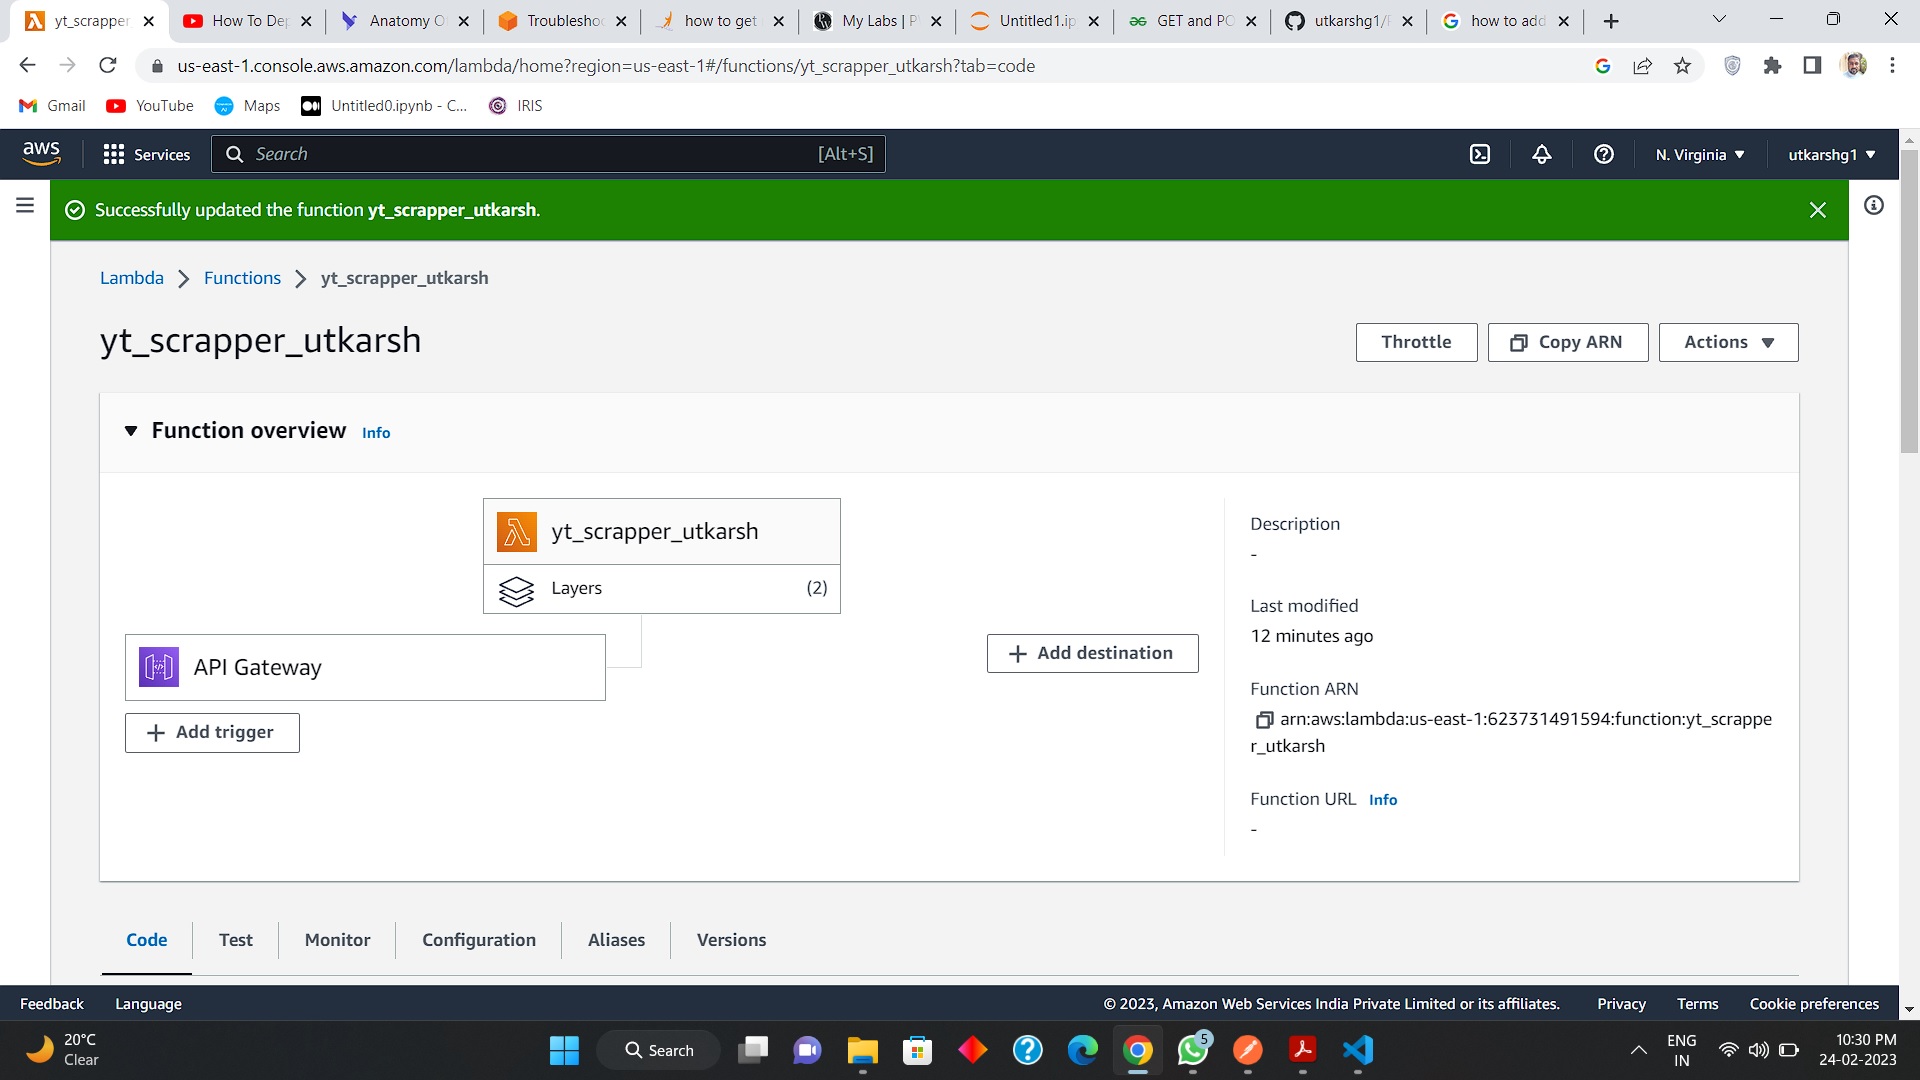 yt_scrapper
How To Dep
Anatomy O
Troublesho
how to get
My Labs | P
Untitled1.ip
GET and PO
utkarshg1/
how to add
us-east-1.console.aws.amazon.com/lambda/home?region=us-east-1#/functions/yt_scrapper_utkarsh?tab=code
Gmail
YouTube
Maps
Untitled0.ipynb - C...
IRIS
aws
Services
Search
[Alt+S]
N. Virginia
utkarshg1
Successfully updated the function yt_scrapper_utkarsh.
Lambda
Functions
yt_scrapper_utkarsh
yt_scrapper_utkarsh
Throttle
Copy ARN
Actions
Function overview Info
yt_scrapper_utkarsh
Layers (2)
API Gateway
Add trigger
Add destination
Description
-
Last modified
12 minutes ago
Function ARN
arn:aws:lambda:us-east-1:623731491594:function:yt_scrappe
r_utkarsh
Function URL Info
-
Code
Test
Monitor
Configuration
Aliases
Versions
Feedback
Language
© 2023, Amazon Web Services India Private Limited or its affiliates.
Privacy
Terms
Cookie preferences
20°C
Clear
Search
5
ENG
IN
10:30 PM
24-02-2023